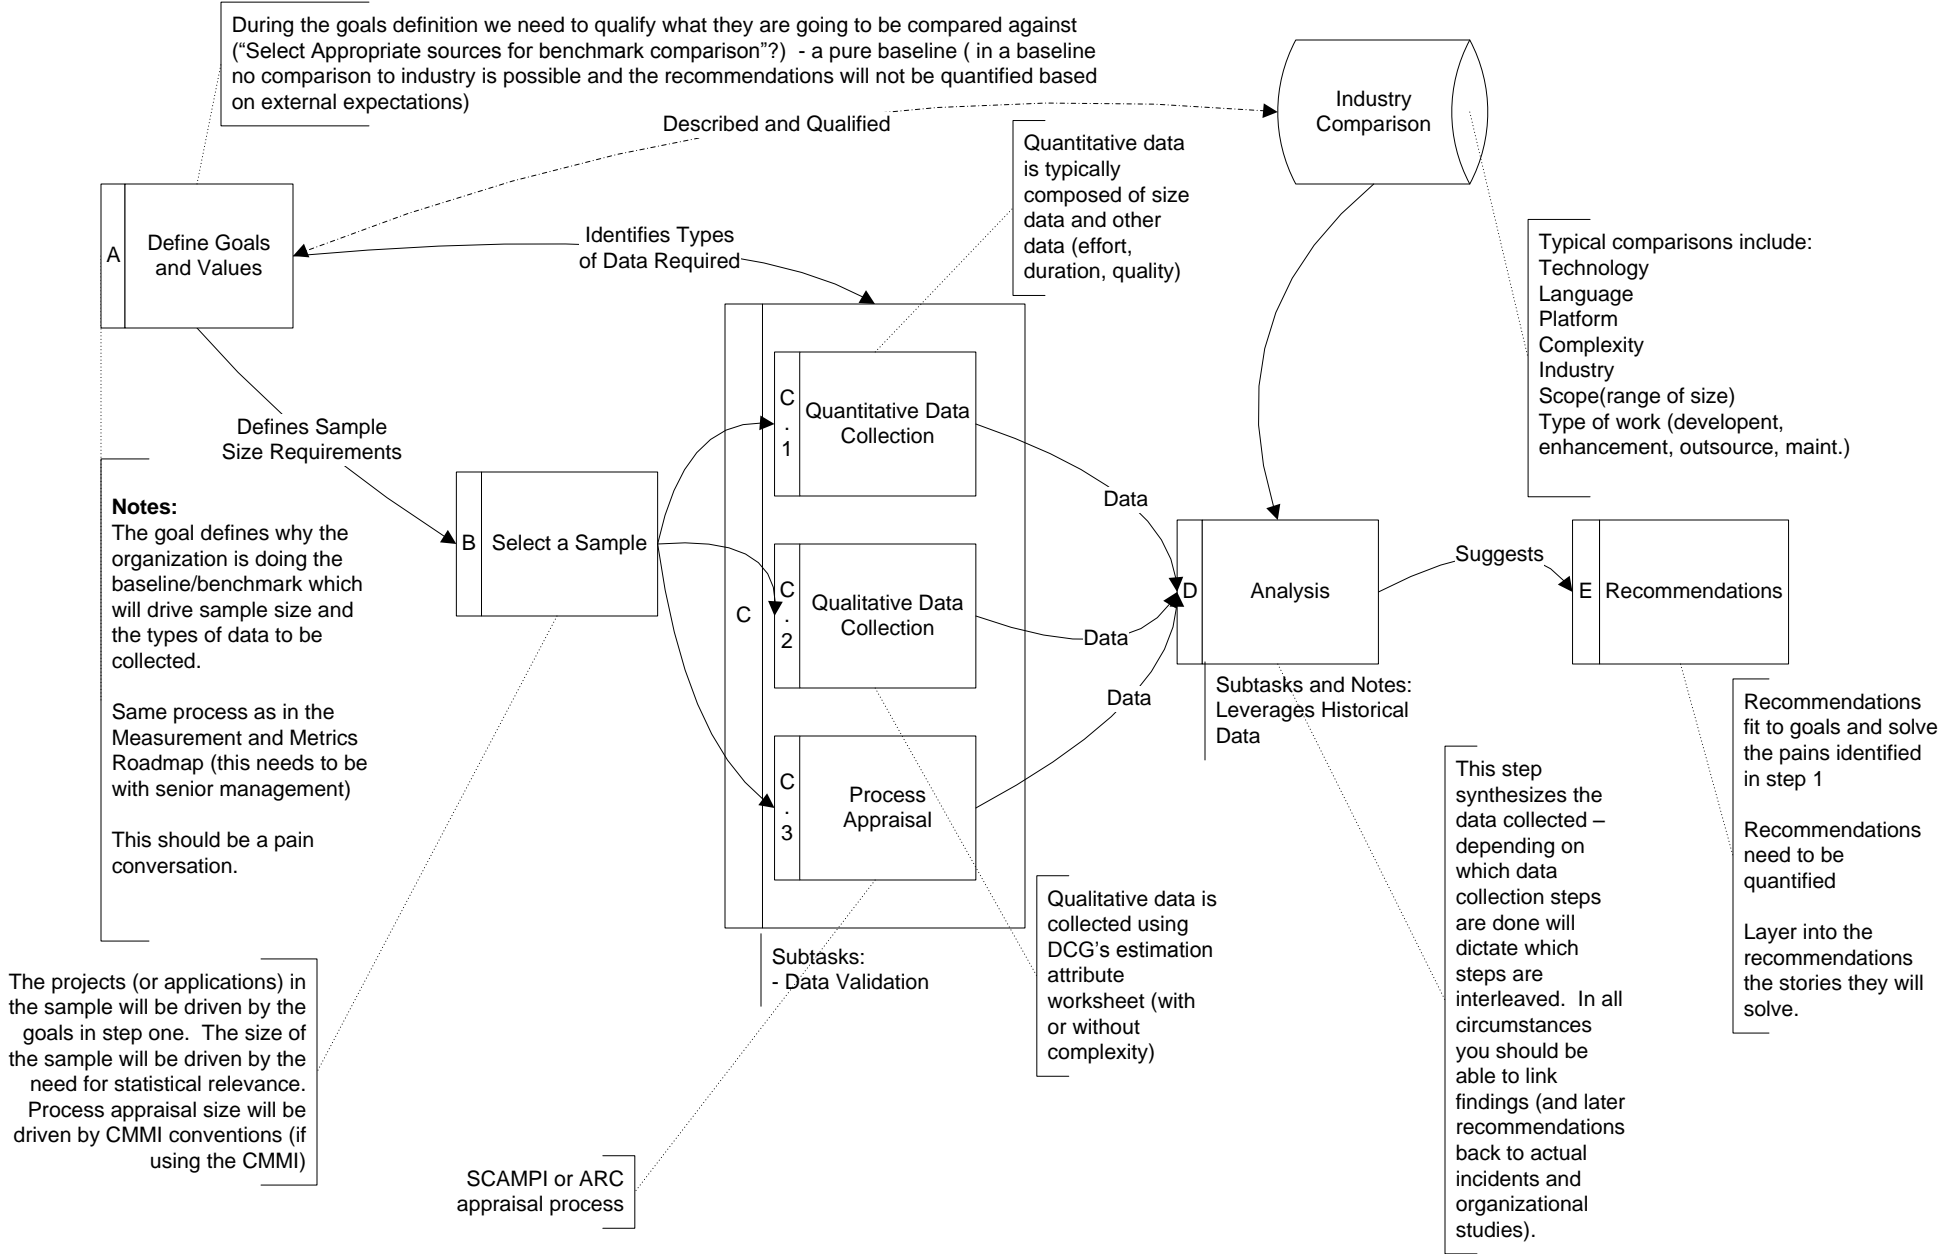 During the goals definition we need to qualify what they are going to be compared against
(“Select Appropriate sources for benchmark comparison”?)  - a pure baseline ( in a baseline
no comparison to industry is possible and the recommendations will not be quantified based
on external expectations)
Described and Qualified
Industry
Comparison
Quantitative data
is typically
composed of size
data and other
data (effort,
duration, quality)
A
Define Goals
and Values
Identifies Types
of Data Required
Typical comparisons include:
Technology
Language
Platform
Complexity
Industry
Scope(range of size)
Type of work (developent,
enhancement, outsource, maint.)
Defines Sample
Size Requirements
Notes:
The goal defines why the
organization is doing the
baseline/benchmark which
will drive sample size and
the types of data to be
collected.
Same process as in the
Measurement and Metrics
Roadmap (this needs to be
with senior management)
This should be a pain
conversation.
B
Select a Sample
C
C
.
1
Quantitative Data
Collection
C
.
2
Qualitative Data
Collection
C
.
3
Process
Appraisal
Data
Data
Data
D
Analysis
Suggests
E
Recommendations
Subtasks and Notes:
Leverages Historical
Data
Recommendations
fit to goals and solve
the pains identified
in step 1
Recommendations
need to be
quantified
Layer into the
recommendations
the stories they will
solve.
This step
synthesizes the
data collected –
depending on
which data
collection steps
are done will
dictate which
steps are
interleaved.  In all
circumstances
you should be
able to link
findings (and later
recommendations
back to actual
incidents and
organizational
studies).
Qualitative data is
collected using
DCG’s estimation
attribute
worksheet (with
or without
complexity)
Subtasks:
- Data Validation
The projects (or applications) in
the sample will be driven by the
goals in step one.  The size of
the sample will be driven by the
need for statistical relevance.
Process appraisal size will be
driven by CMMI conventions (if
using the CMMI)
SCAMPI or ARC
appraisal process